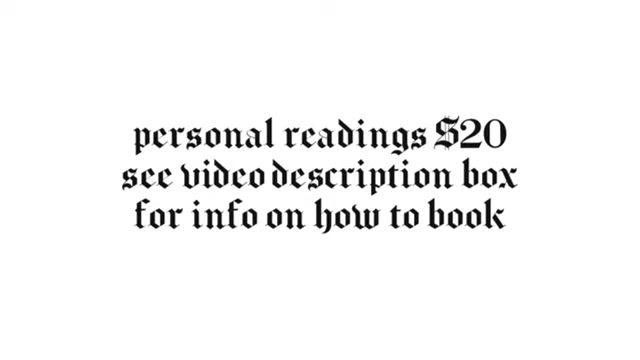 personal readings $20
see video description box
for info on how to book